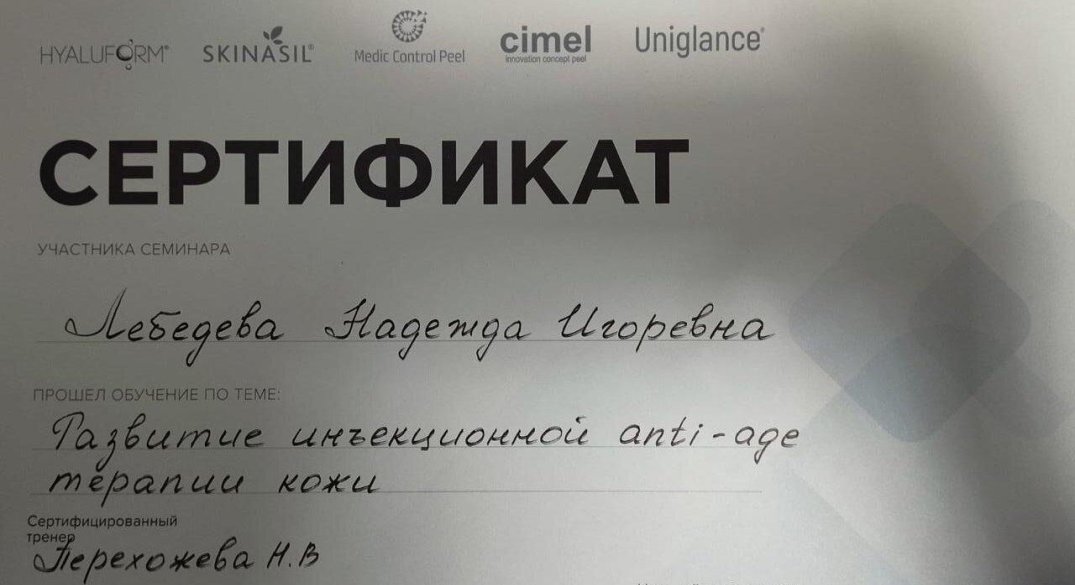 HYALUFORM® SKINASIL® Medic Control Peel cimel innovation concept peel Uniglance®
СЕРТИФИКАТ
УЧАСТНИКА СЕМИНАРА
Лебедева Надежда Игоревна
ПРОШЕЛ ОБУЧЕНИЕ ПО ТЕМЕ:
Развитие инъекционной anti-age
терапии кожи
Сертифицированный
тренер
Перехожева Н.В